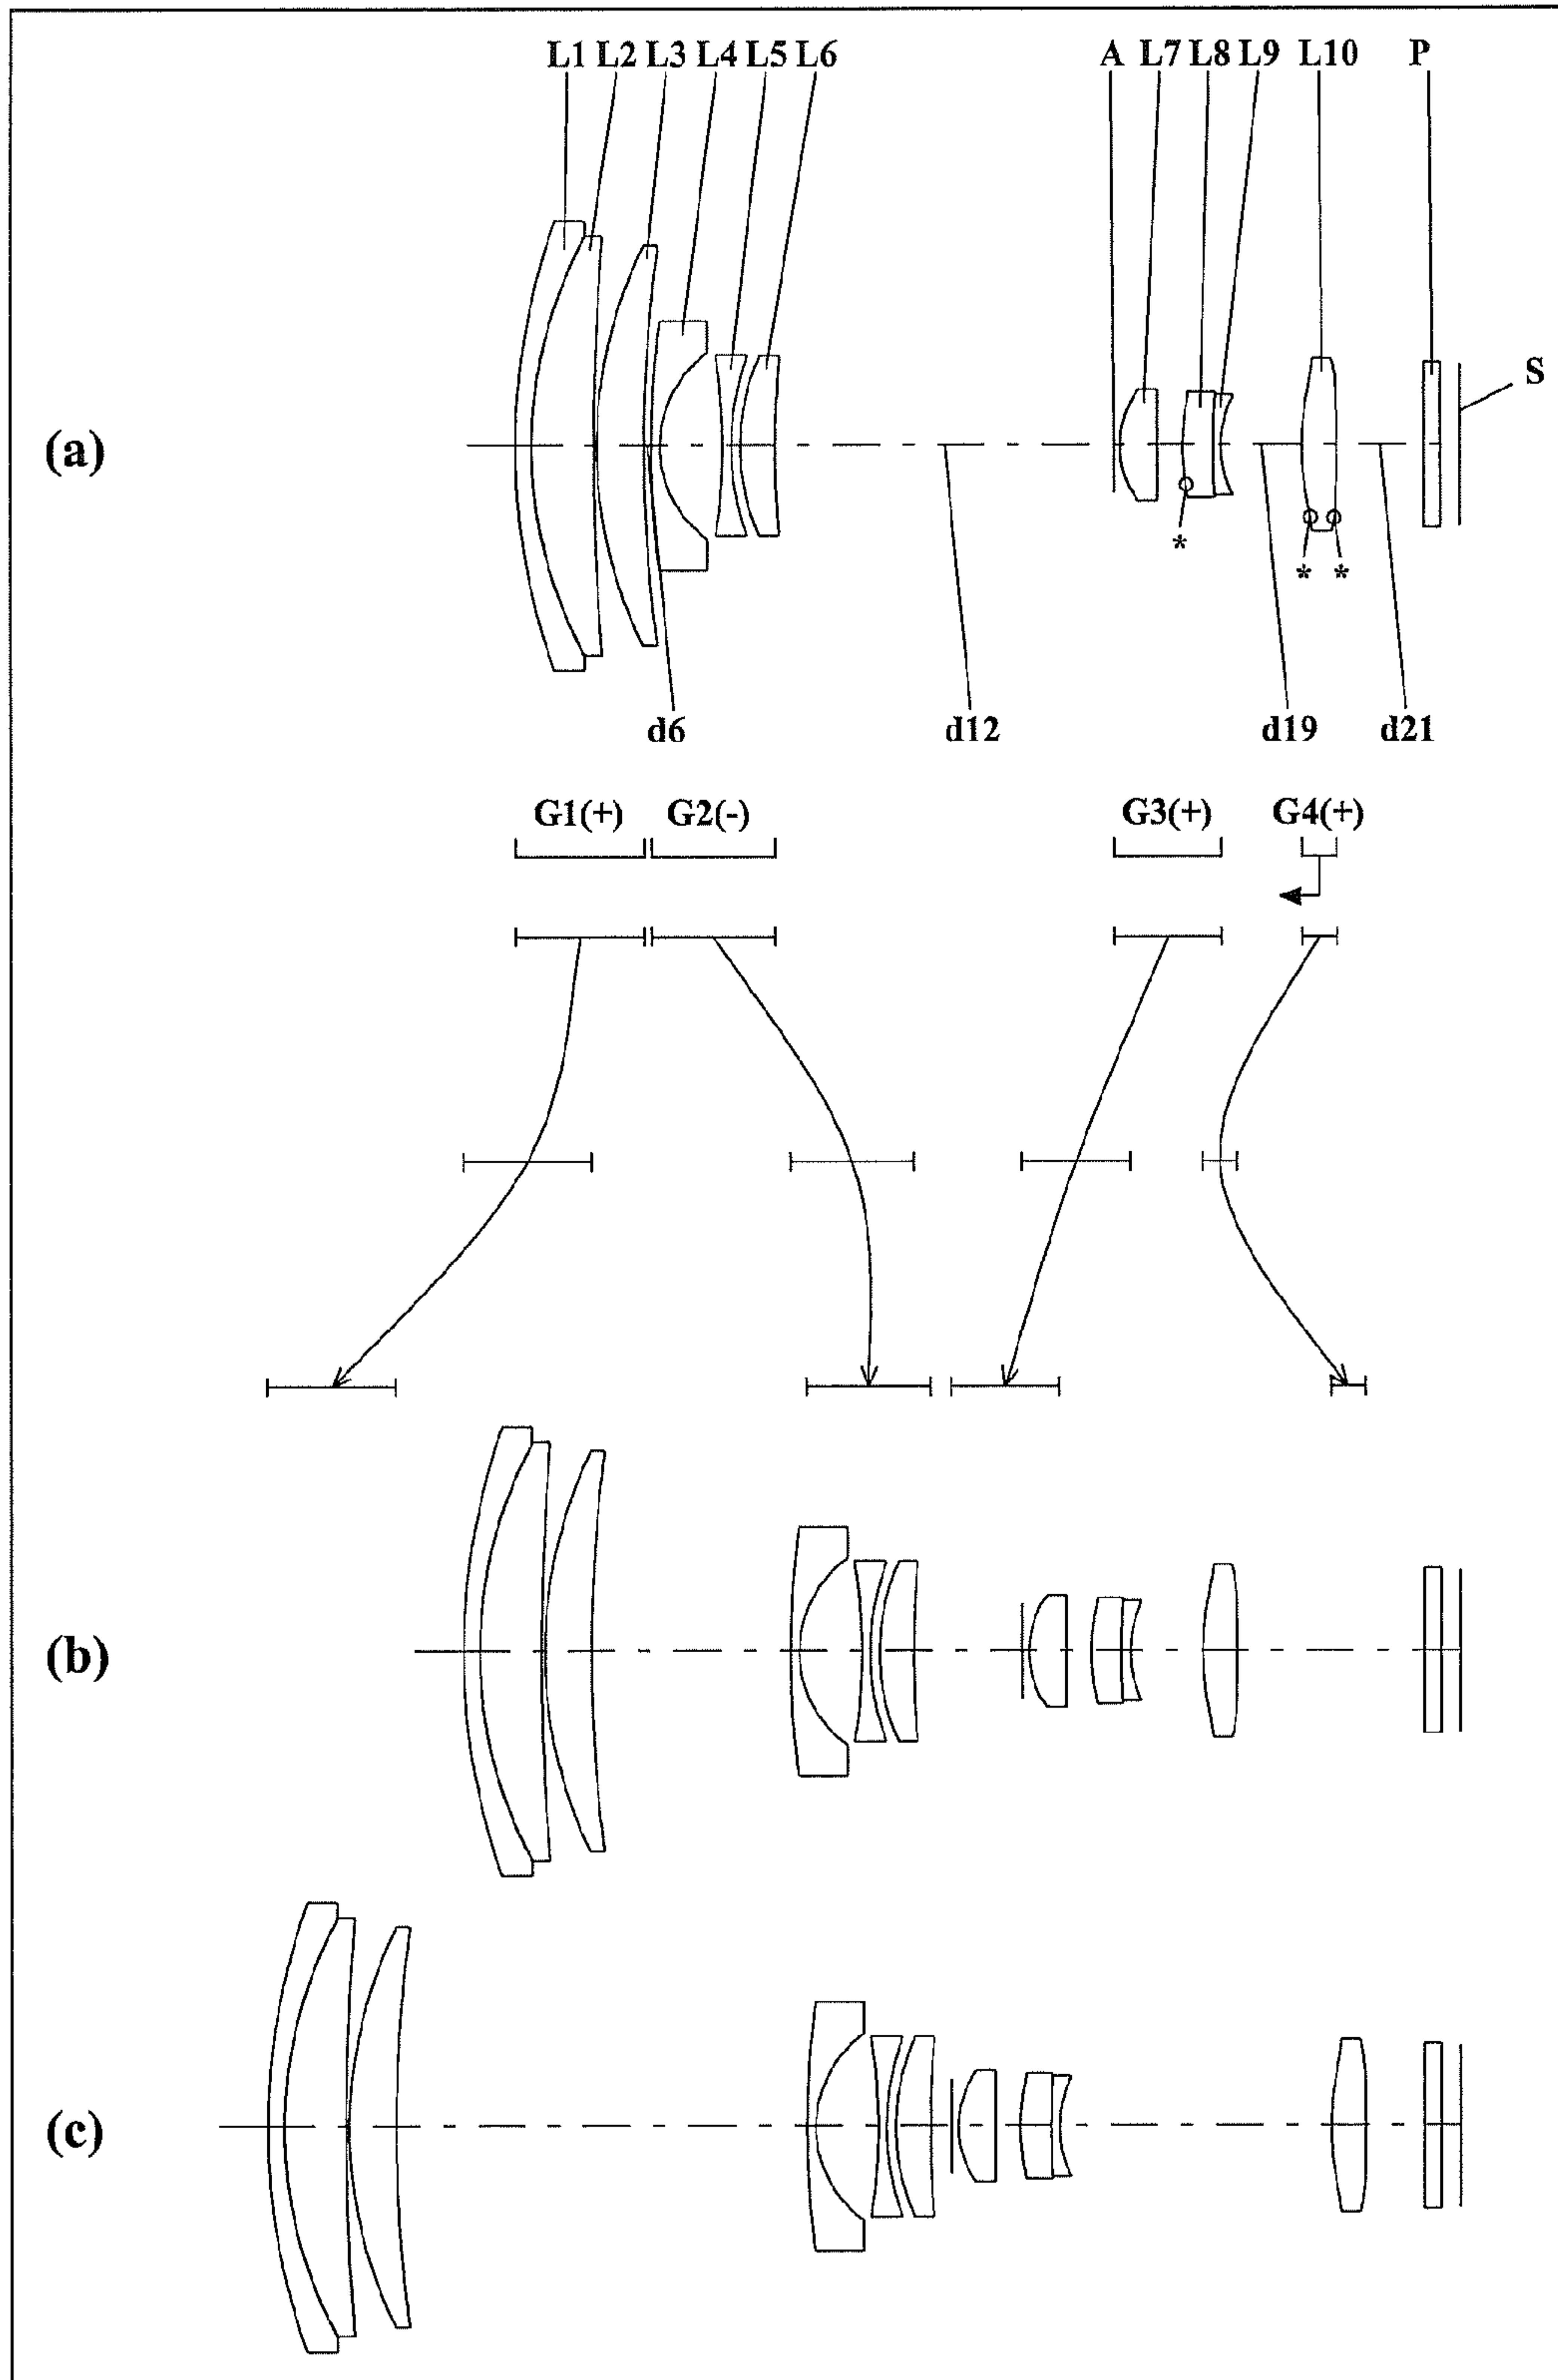 L1 L2 L3 L4 L5 L6 A L7 L8 L9 L10 P
S
(a)
*
* *
d6 d12 d19 d21
G1(+) G2(-) G3(+) G4(+)
(b)
(c)